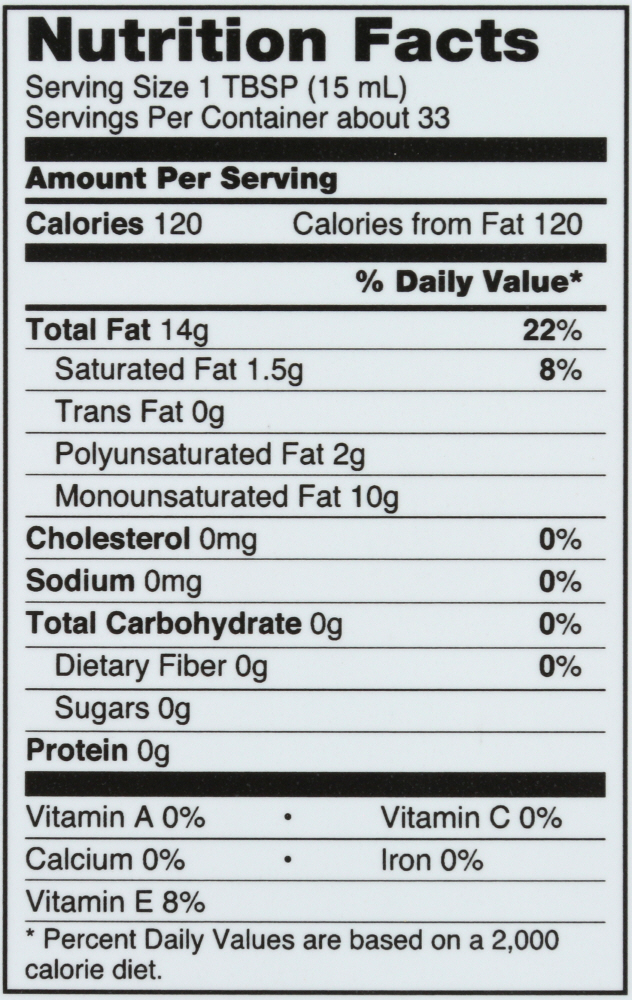 Nutrition Facts
Serving Size 1 TBSP (15 mL)
Servings Per Container about 33
Amount Per Serving
Calories 120 Calories from Fat 120
% Daily Value*
Total Fat 14g 22%
Saturated Fat 1.5g 8%
Trans Fat 0g
Polyunsaturated Fat 2g
Monounsaturated Fat 10g
Cholesterol 0mg 0%
Sodium 0mg 0%
Total Carbohydrate 0g 0%
Dietary Fiber 0g 0%
Sugars 0g
Protein 0g
Vitamin A 0% • Vitamin C 0%
Calcium 0% • Iron 0%
Vitamin E 8%
* Percent Daily Values are based on a 2,000
calorie diet.